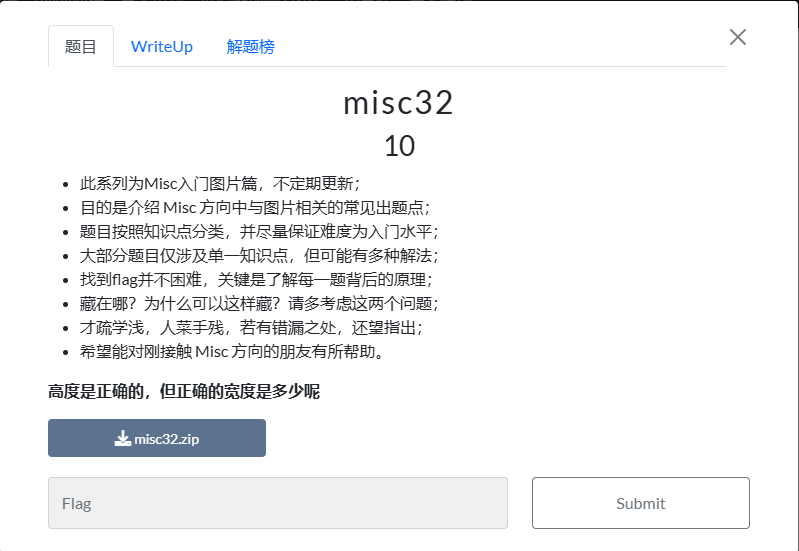 题目 WriteUp 解题榜
misc32
10
此系列为Misc入门图片篇，不定期更新；
目的是介绍 Misc 方向中与图片相关的常见出题点；
题目按照知识点分类，并尽量保证难度为入门水平；
大部分题目仅涉及单一知识点，但可能有多种解法；
找到flag并不困难，关键是了解每一题背后的原理；
藏在哪？为什么可以这样藏？请多考虑这两个问题；
才疏学浅，人菜手残，若有错漏之处，还望指出；
希望能对刚接触 Misc 方向的朋友有所帮助。
高度是正确的，但正确的宽度是多少呢
misc32.zip
Flag Submit